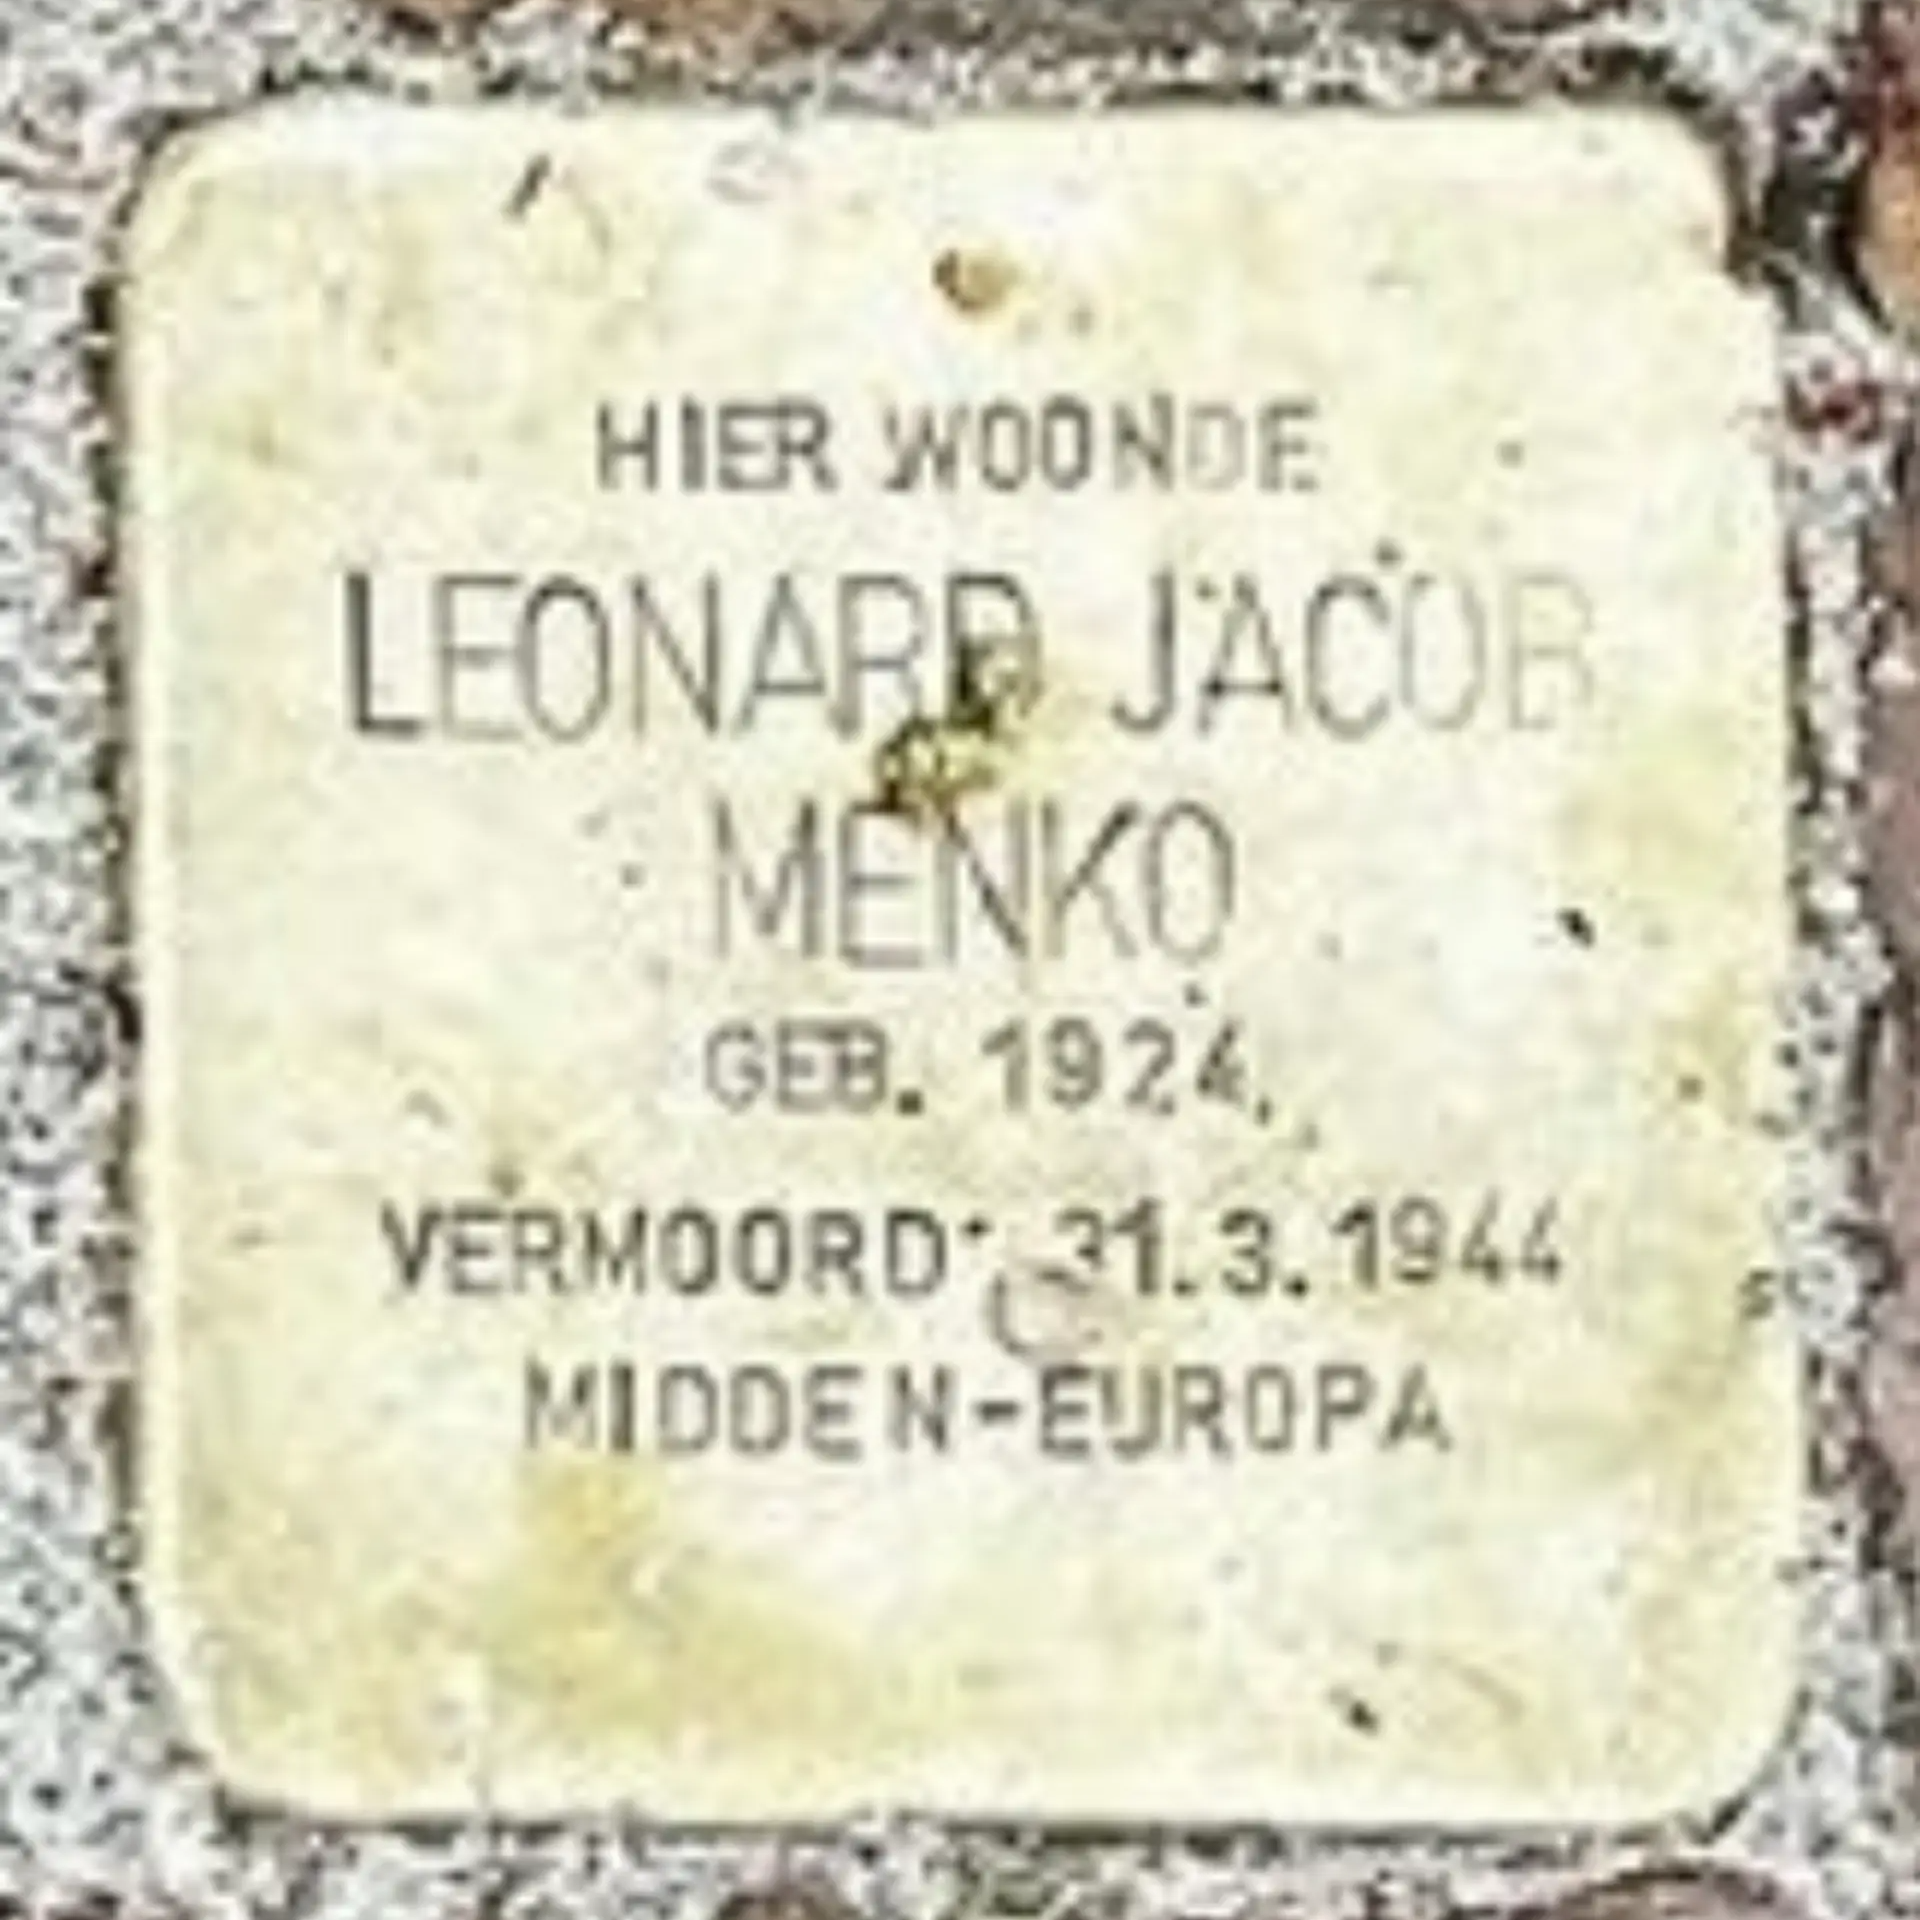 HIER WOONDE
LEONARD JACOB
MENKO
GEB. 1924
VERMOORD 31.3.1944
MIDDEN-EUROPA